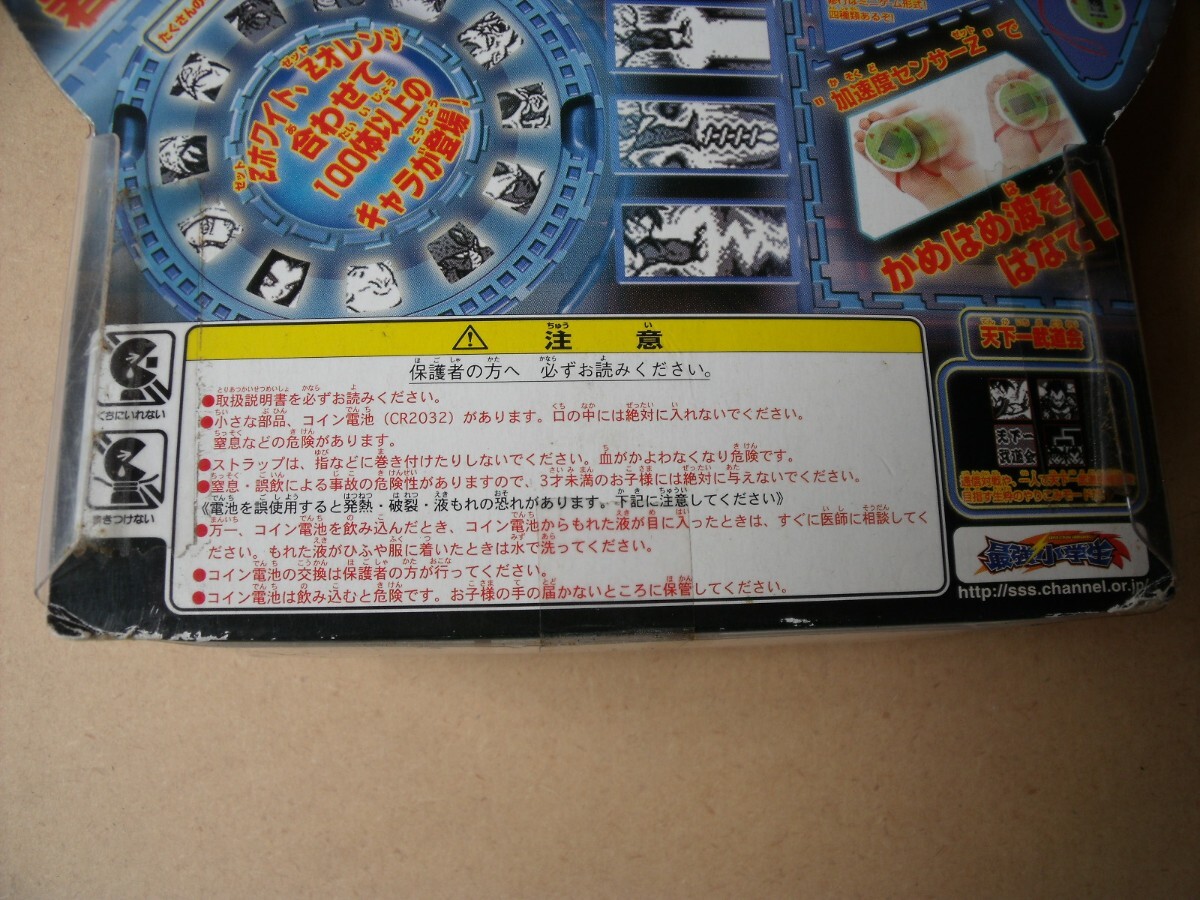 たくさんの
Zホワイト、Zオレンジ
合わせて
100体以上の
キャラが登場！
四種類あるぞ！
"加速度センサーZ"で
かめはめ波を
はなて！
天下一武道会
天下一
武道会
最強小学生
http://sss.channel.or.jp/
くちにいれない
まきつけない
注意
保護者の方へ 必ずお読みください。
●取扱説明書を必ずお読みください。
●小さな部品、コイン電池（CR2032）があります。口の中には絶対に入れないでください。
窒息などの危険があります。
●ストラップは、指などに巻き付けたりしないでください。血がかよわなくなり危険です。
●窒息・誤飲による事故の危険性がありますので、3才未満のお子様には絶対に与えないでください。
《電池を誤使用すると発熱・破裂・液もれの恐れがあります。下記に注意してください》
●万一、コイン電池を飲み込んだとき、コイン電池からもれた液が目に入ったときは、すぐに医師に相談してく
ださい。もれた液がひふや服に着いたときは水で洗ってください。
●コイン電池の交換は保護者の方が行ってください。
●コイン電池は飲み込むと危険です。お子様の手の届かないところに保管してください。